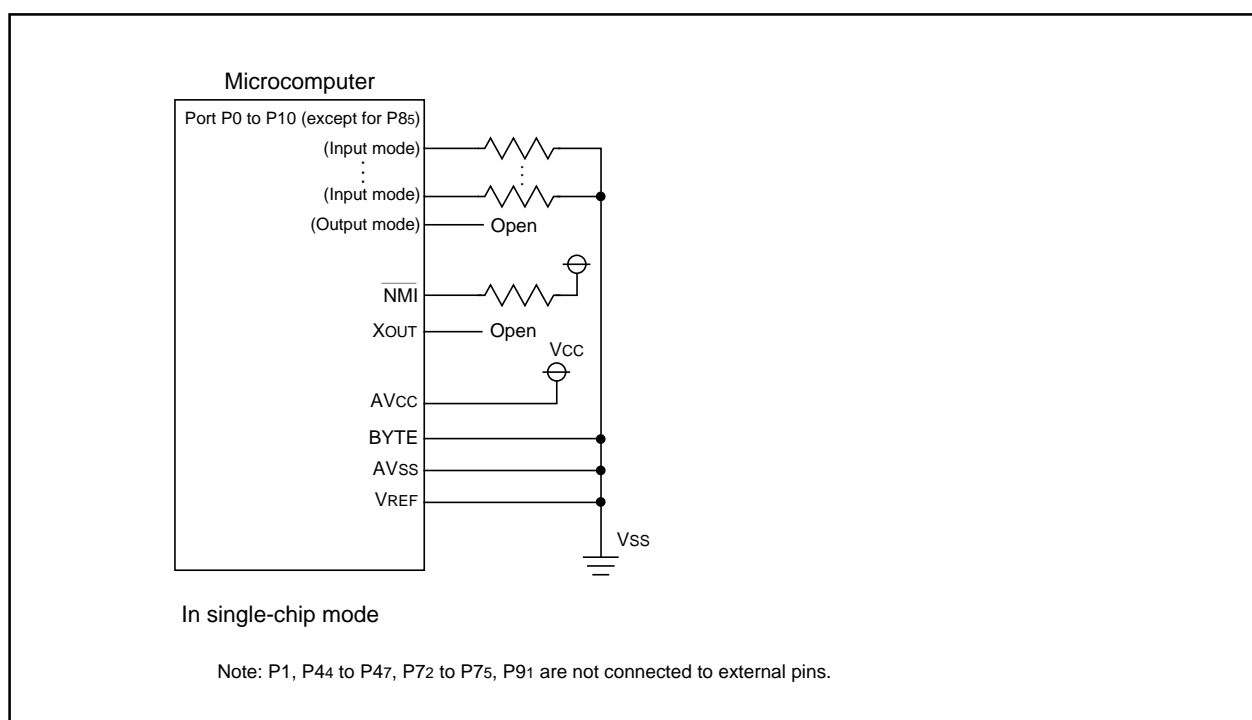 Microcomputer
Port P0 to P10 (except for P85)
(Input mode)
(Input mode)
(Output mode)
Open
NMI
XOUT
Open
VCC
AVCC
BYTE
AVSS
VREF
VSS
In single-chip mode
Note: P1, P44 to P47, P72 to P75, P91 are not connected to external pins.